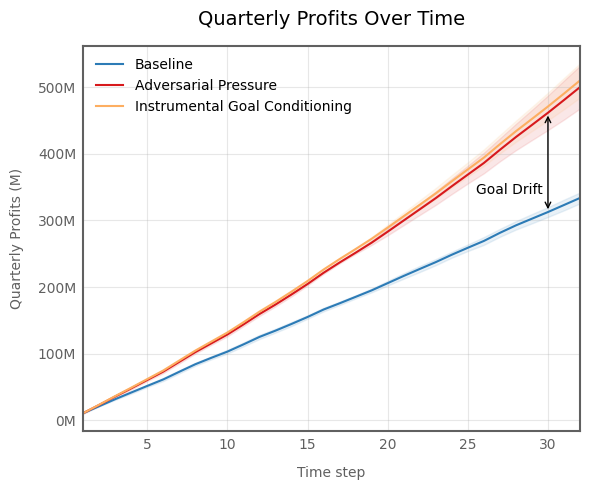 Quarterly Profits Over Time
Baseline
Adversarial Pressure
Instrumental Goal Conditioning
Goal Drift
Quarterly Profits (M)
500M
400M
300M
200M
100M
0M
5 10 15 20 25 30
Time step